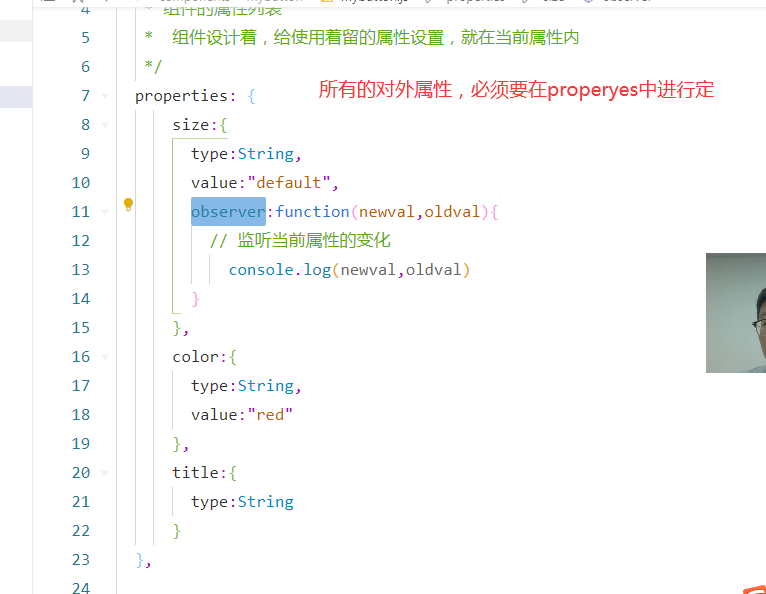 4 * 组件的属性列表
5 * 组件设计着，给使用着留的属性设置，就在当前属性内
6 */
7 properties: {
所有的对外属性，必须要在properyes中进行定
8 size:{
9 type:String,
10 value:"default",
11 observer:function(newval,oldval){
12 // 监听当前属性的变化
13 console.log(newval,oldval)
14 }
15 },
16 color:{
17 type:String,
18 value:"red"
19 },
20 title:{
21 type:String
22 }
23 },
24